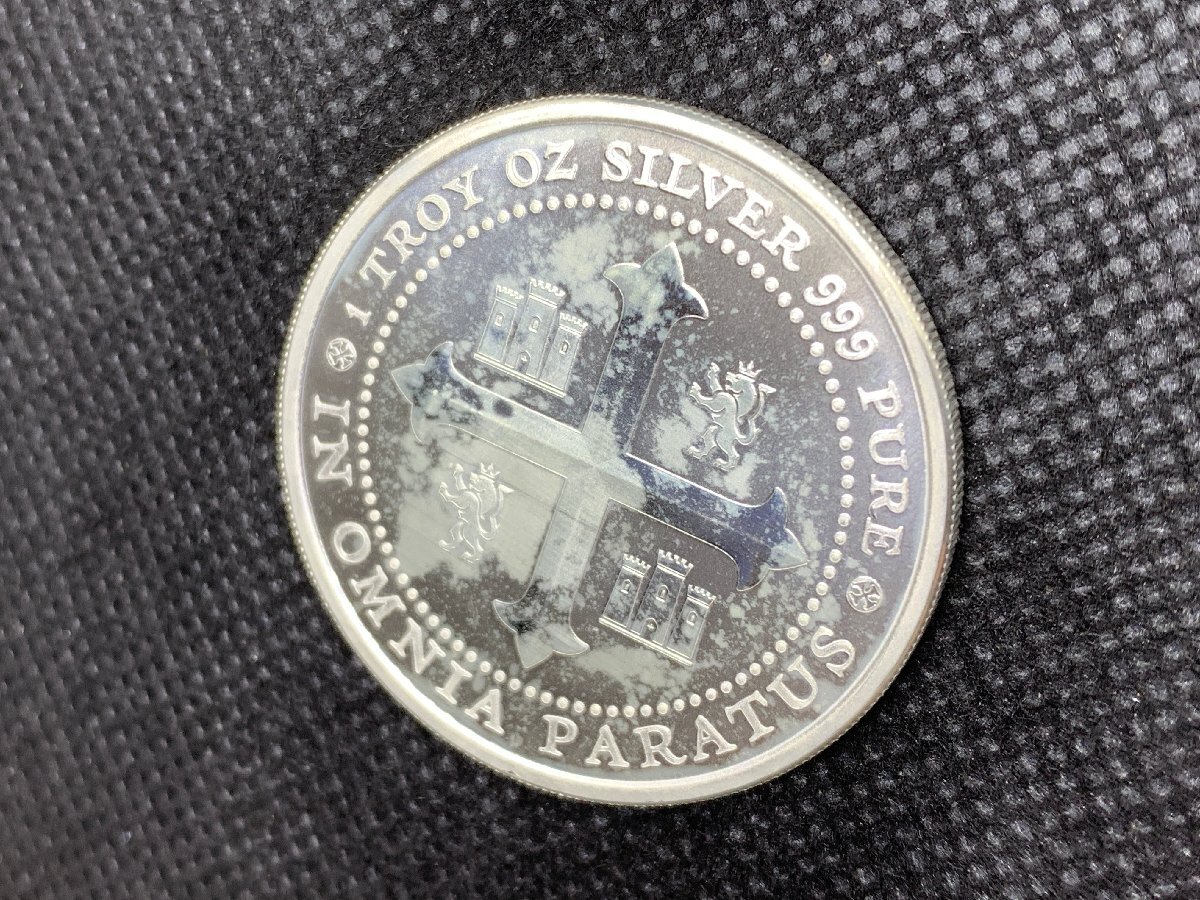 1 TROY OZ SILVER 999 PURE
IN OMNIA PARATUS